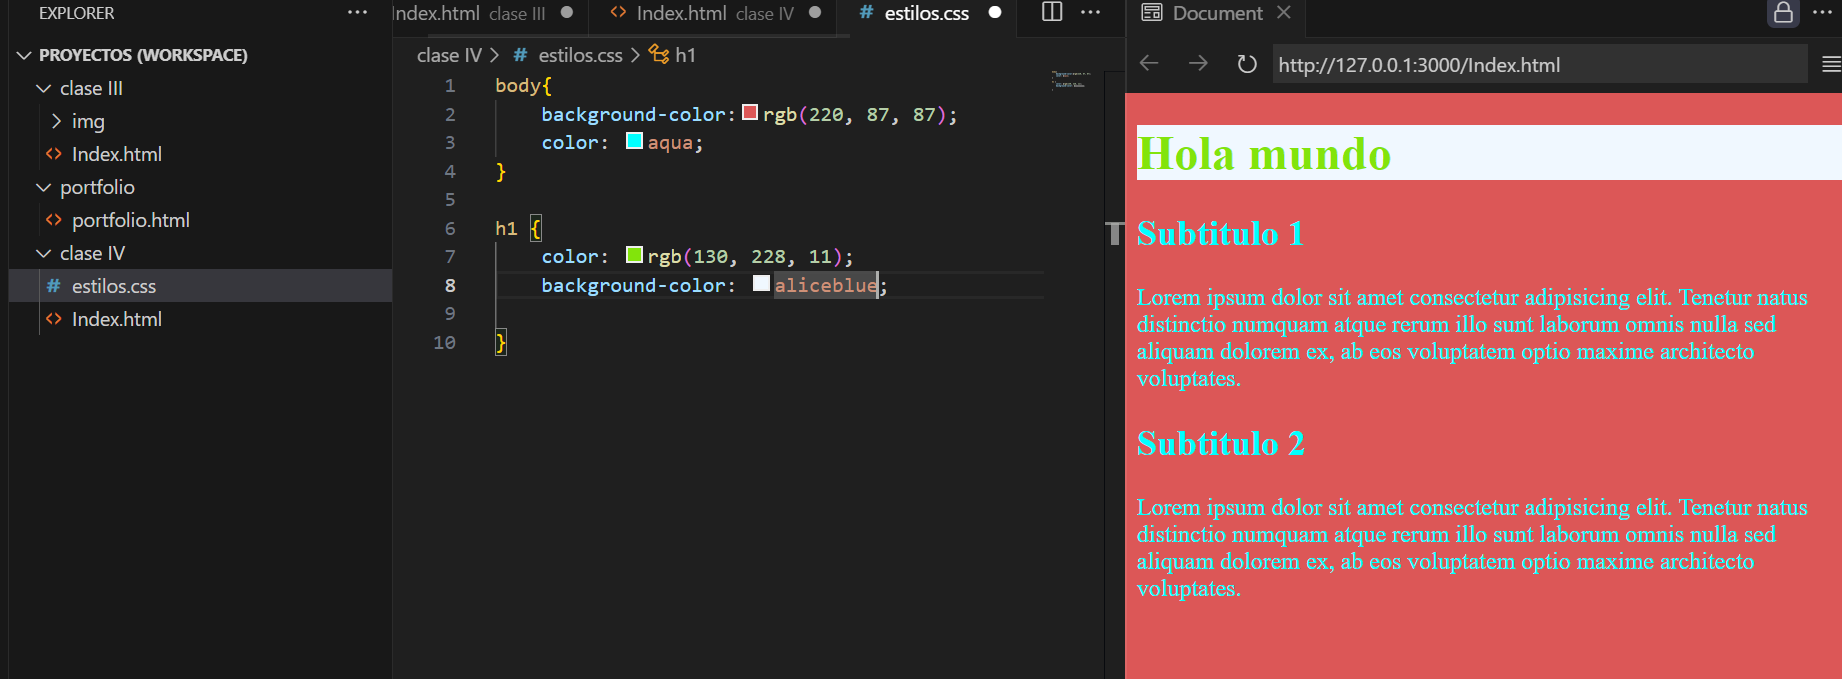 EXPLORER
PROYECTOS (WORKSPACE)
clase III
img
Index.html
portfolio
portfolio.html
clase IV
# estilos.css
Index.html
Index.html clase III
Index.html clase IV
# estilos.css
clase IV > # estilos.css > h1
1 body{
2 background-color: rgb(220, 87, 87);
3 color: aqua;
4 }
5
6 h1 {
7 color: rgb(130, 228, 11);
8 background-color: aliceblue;
9
10 }
Document
http://127.0.0.1:3000/Index.html
Hola mundo
Subtitulo 1
Lorem ipsum dolor sit amet consectetur adipisicing elit. Tenetur natus
distinctio numquam atque rerum illo sunt laborum omnis nulla sed
aliquam dolorem ex, ab eos voluptatem optio maxime architecto
voluptates.
Subtitulo 2
Lorem ipsum dolor sit amet consectetur adipisicing elit. Tenetur natus
distinctio numquam atque rerum illo sunt laborum omnis nulla sed
aliquam dolorem ex, ab eos voluptatem optio maxime architecto
voluptates.